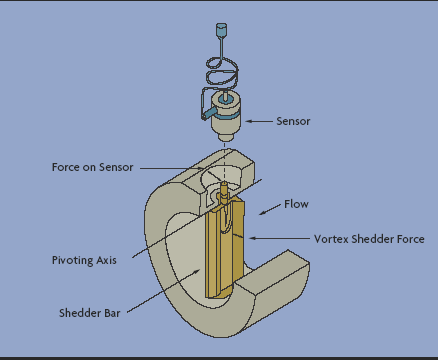 Sensor
Force on Sensor
Flow
Vortex Shedder Force
Pivoting Axis
Shedder Bar